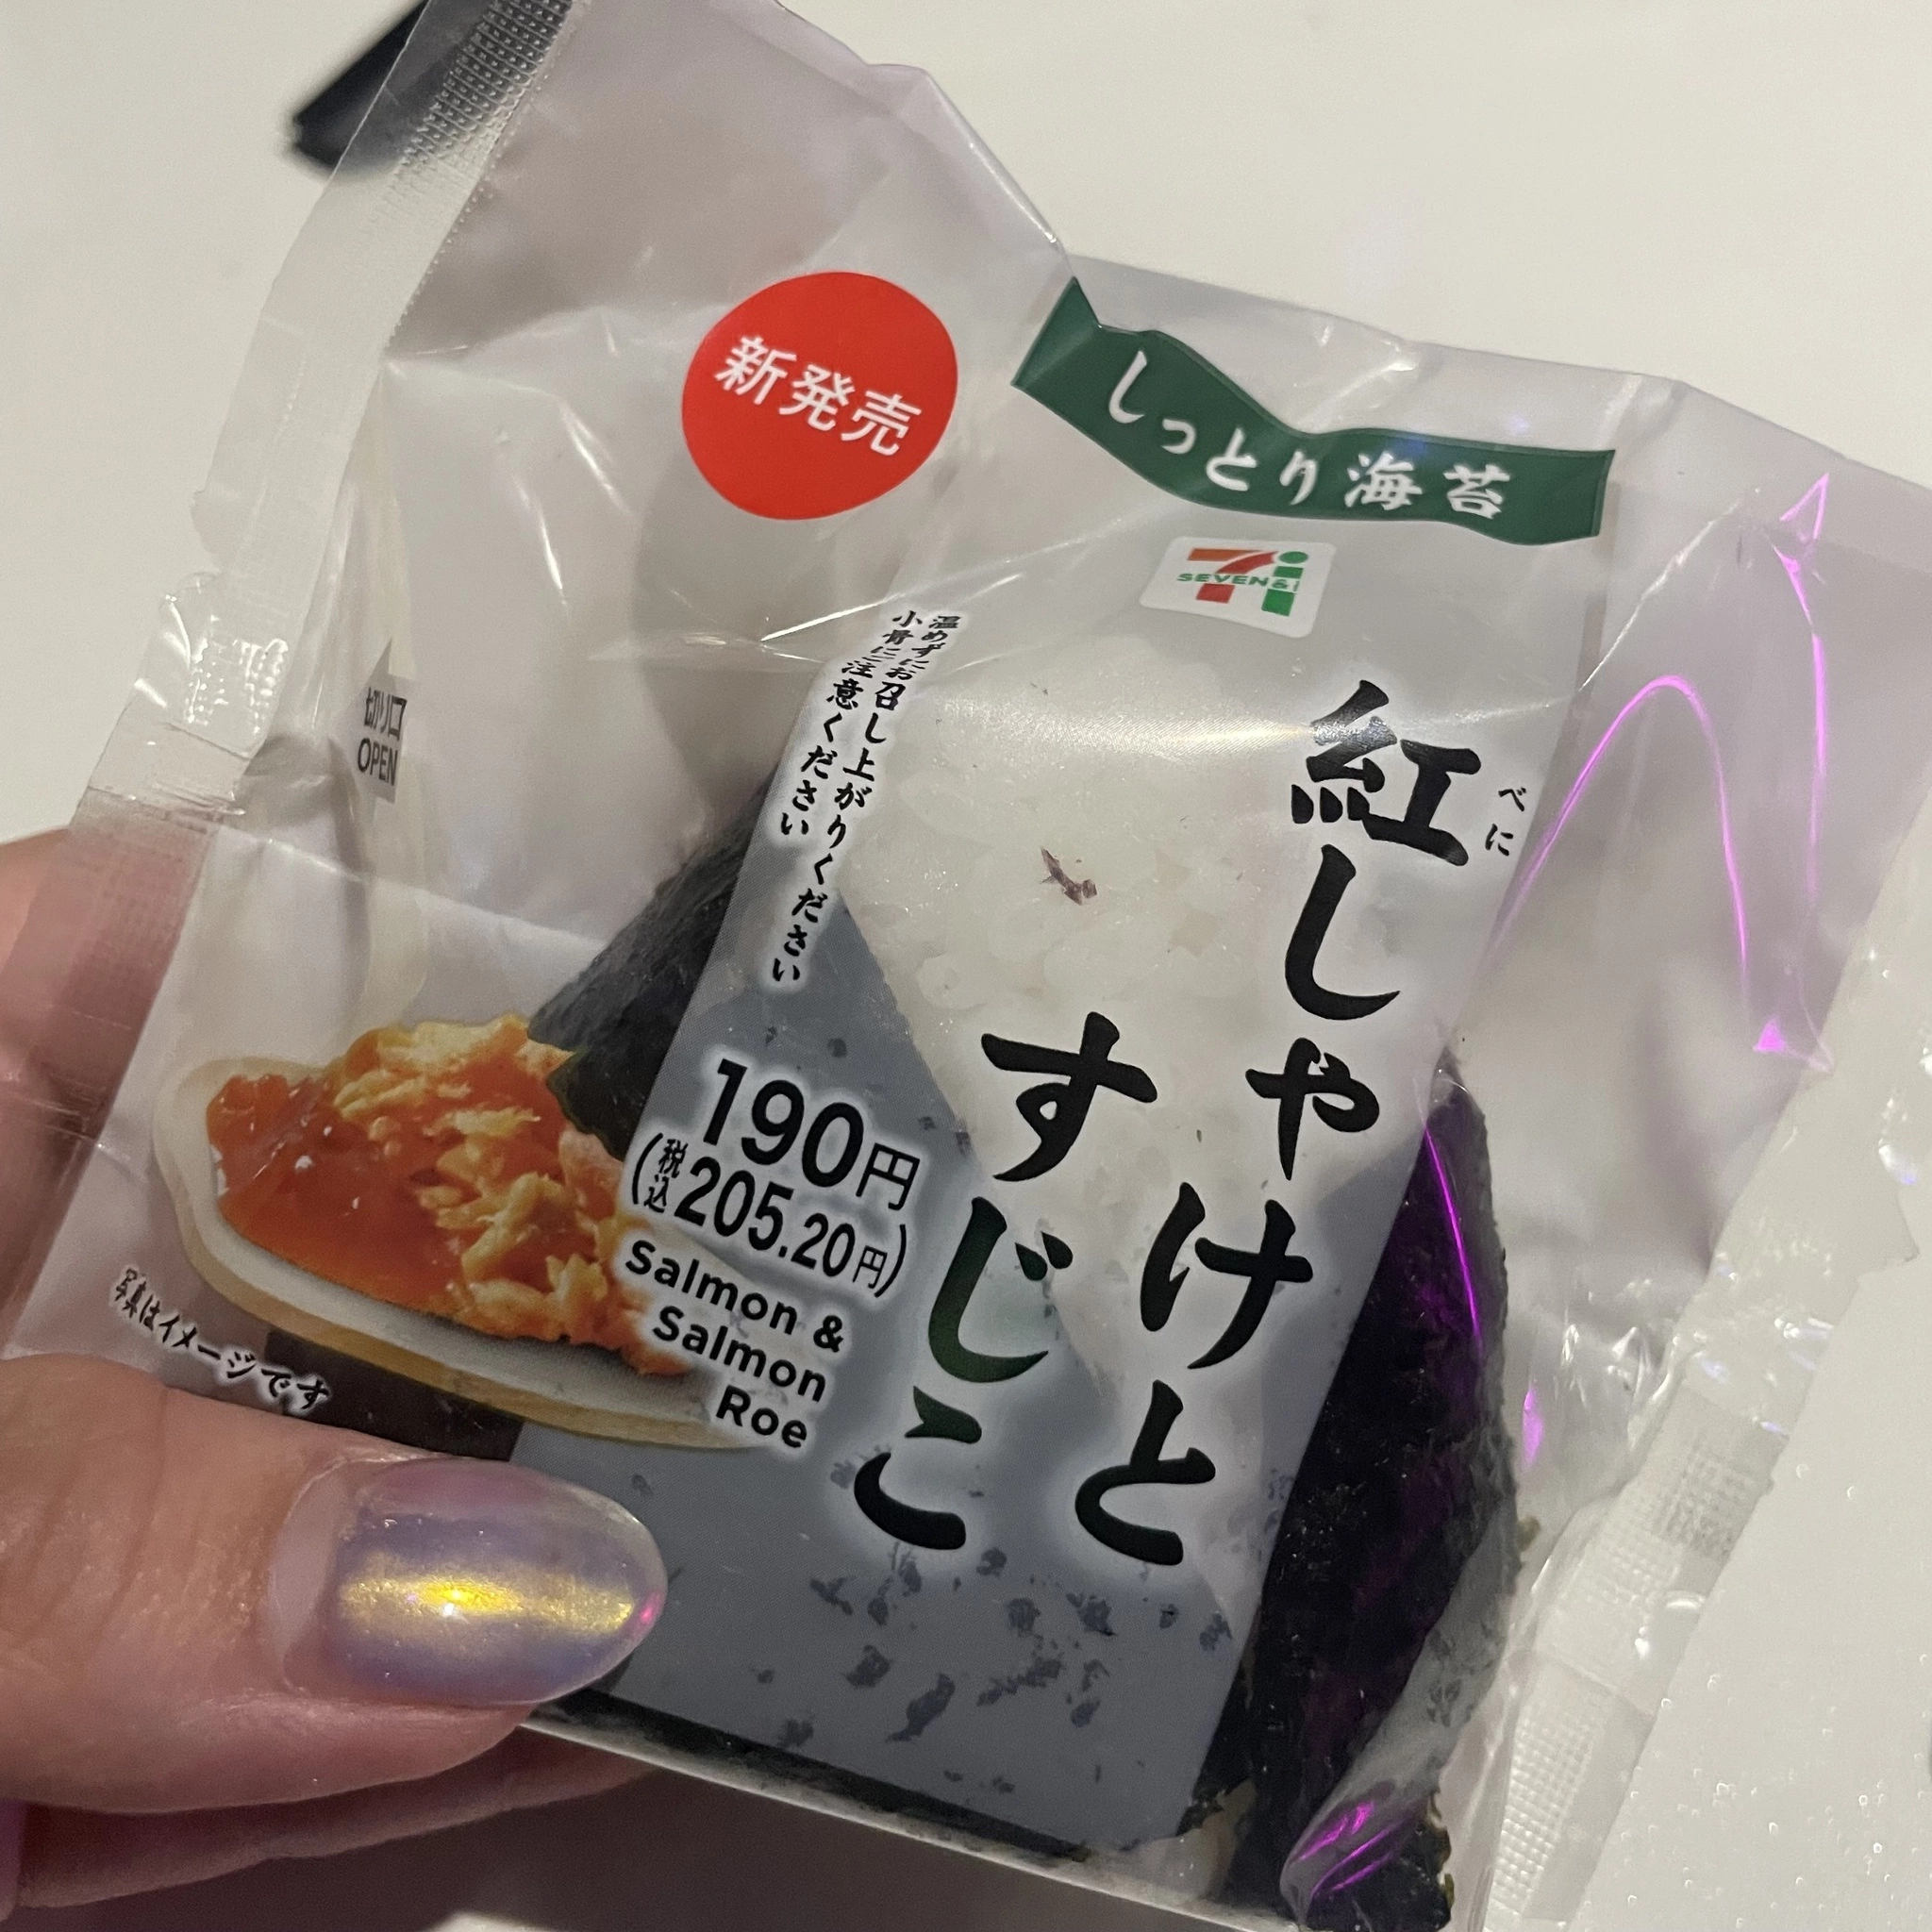 新発売
しっとり海苔
SEVEN&i
紅しゃけと
べに
すじこ
温めずにお召し上がりください
小骨にご注意ください
切り口
OPEN
190円
(税込205.20円)
Salmon &
Salmon
Roe
写真はイメージです